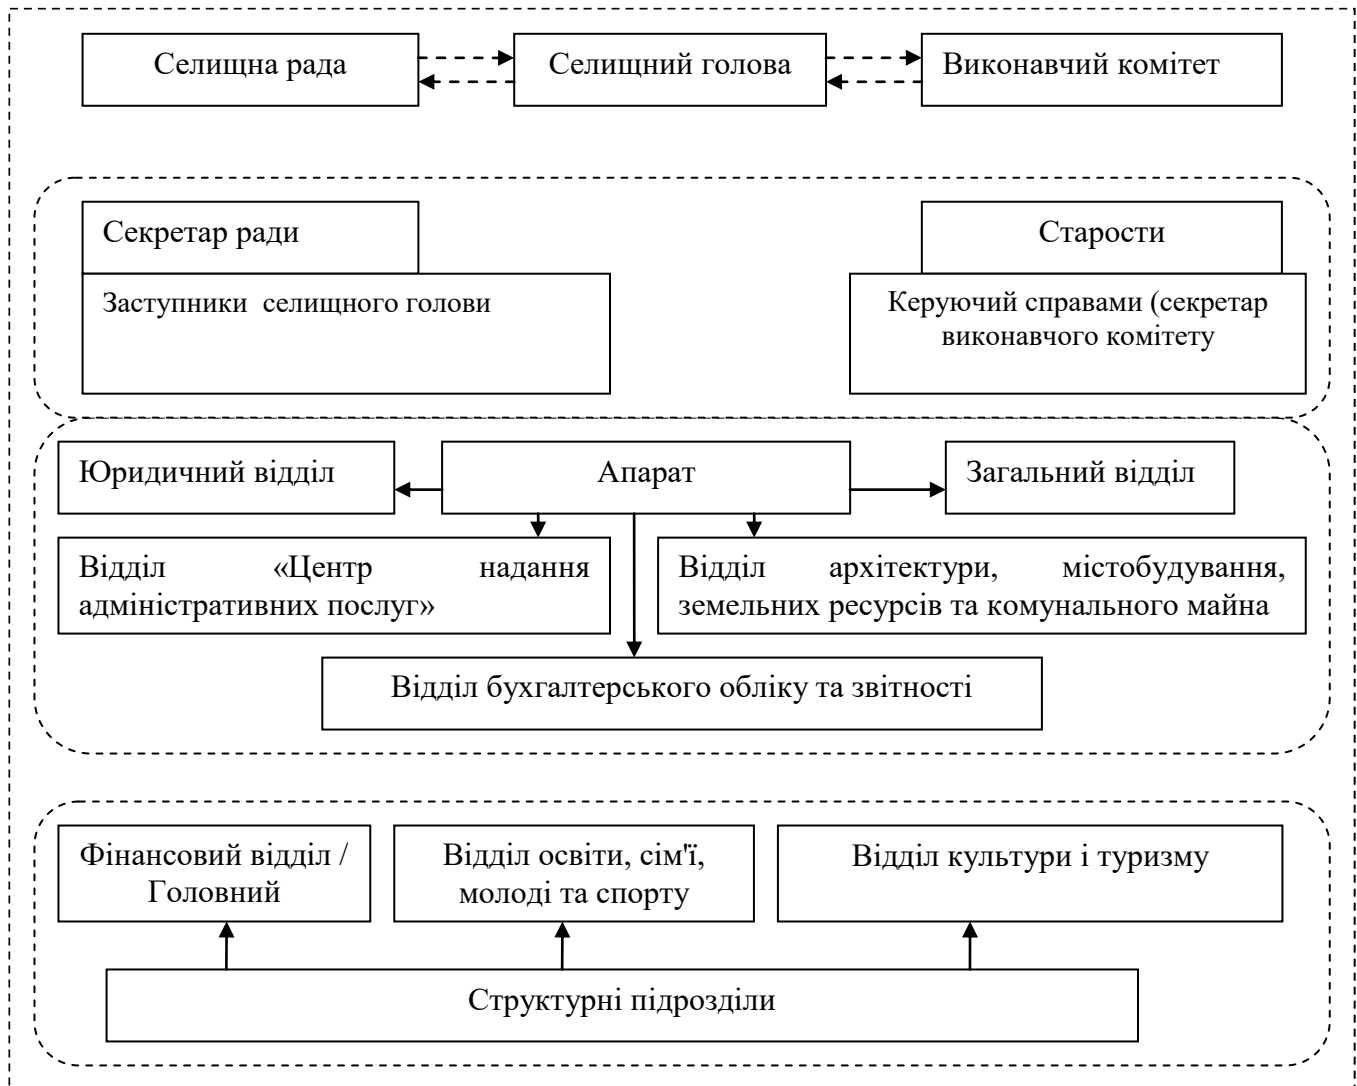 Селищна рада
Селищний голова
Виконавчий комітет
Секретар ради
Старости
Заступники селищного голови
Керуючий справами (секретар
виконавчого комітету
Юридичний відділ
Апарат
Загальний відділ
Відділ «Центр надання
адміністративних послуг»
Відділ архітектури, містобудування,
земельних ресурсів та комунального майна
Відділ бухгалтерського обліку та звітності
Фінансовий відділ /
Головний
Відділ освіти, сім'ї,
молоді та спорту
Відділ культури і туризму
Структурні підрозділи